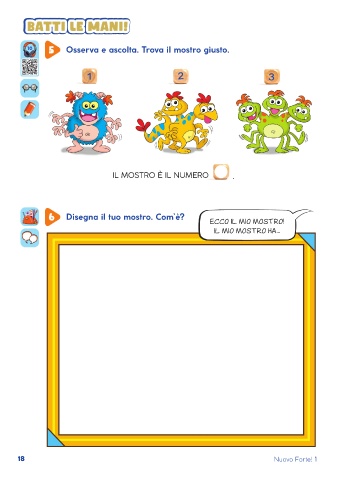 BATTI LE MANI!
5 Osserva e ascolta. Trova il mostro giusto.
1 2 3
IL MOSTRO È IL NUMERO .
6 Disegna il tuo mostro. Com'è?
ECCO IL MIO MOSTRO!
IL MIO MOSTRO HA...
18
Nuovo Forte! 1